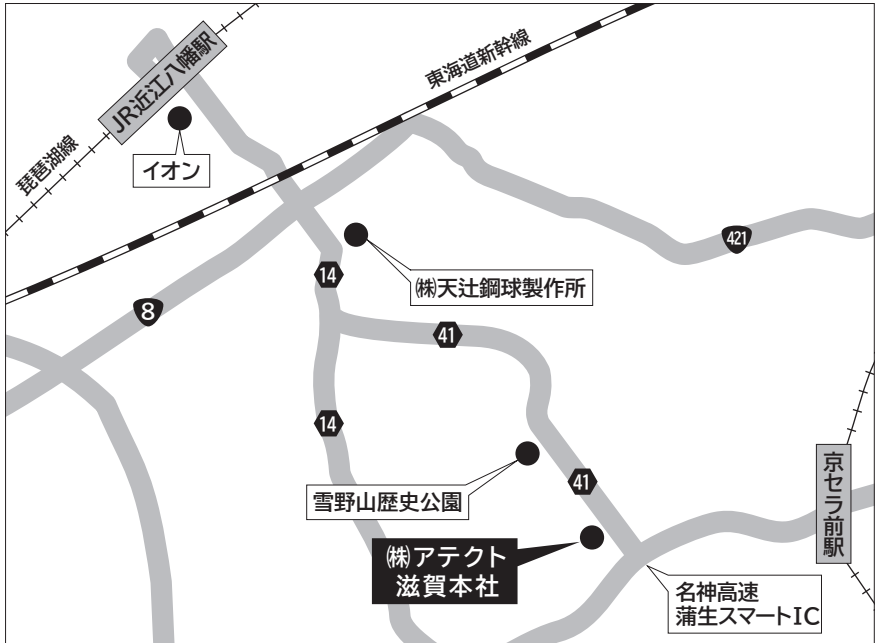 JR近江八幡駅
東海道新幹線
琵琶湖線
イオン
421
14
㈱天辻鋼球製作所
8
41
14
雪野山歴史公園
41
京セラ前駅
㈱アテクト
滋賀本社
名神高速
蒲生スマートIC